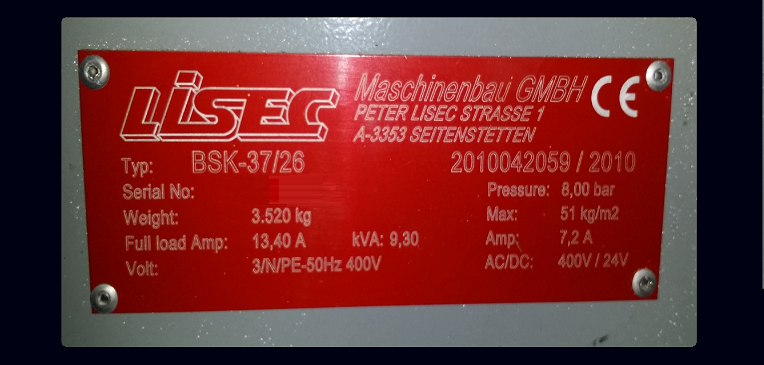 LiSEC Maschinenbau GMBH CE
PETER LISEC STRASSE 1
A-3353 SEITENSTETTEN
Typ: BSK-37/26 2010042059 / 2010
Serial No: Pressure: 8,00 bar
Weight: 3.520 kg Max: 51 kg/m2
Full load Amp: 13,40 A kVA: 9,30 Amp: 7,2 A
Volt: 3/N/PE-50Hz 400V AC/DC: 400V / 24V